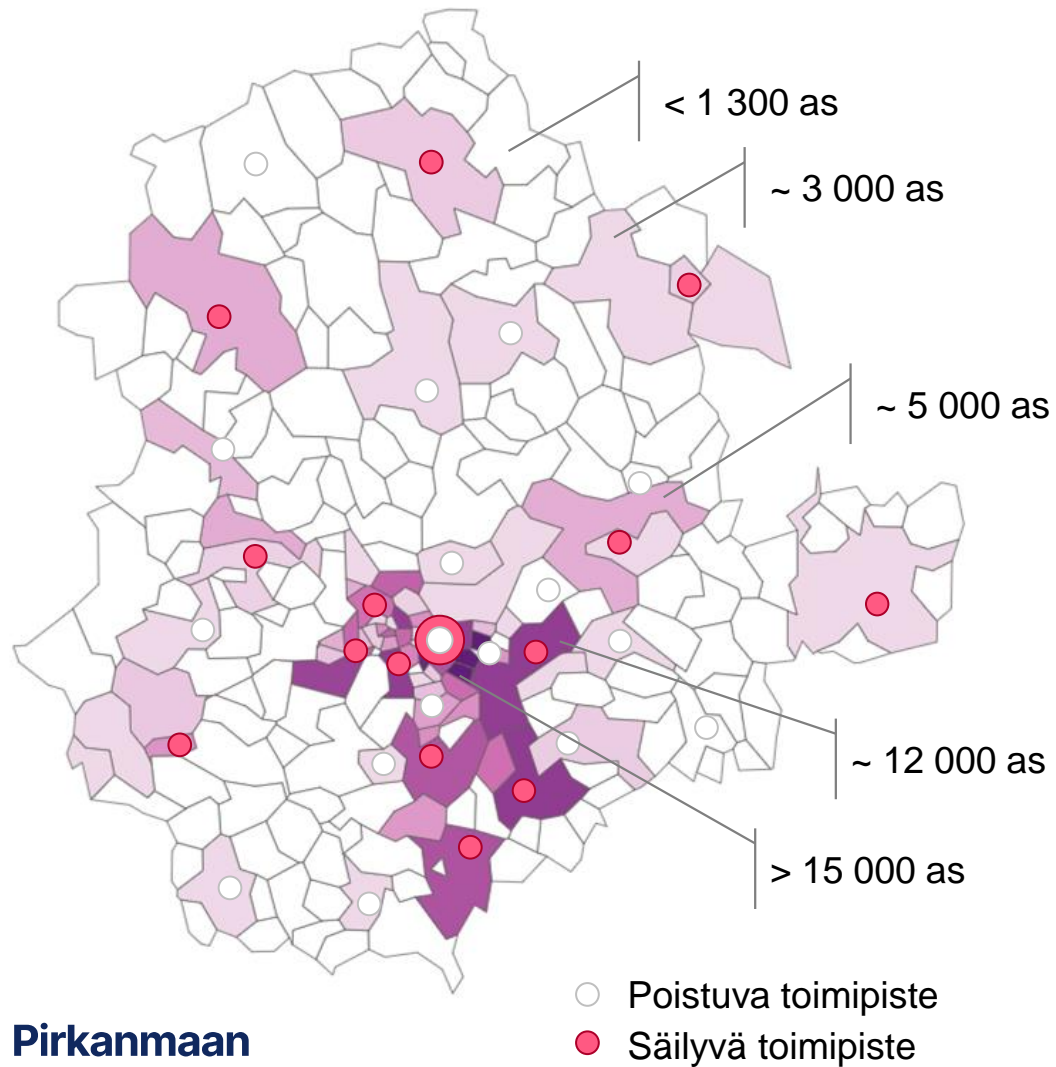 < 1 300 as
~ 3 000 as
~ 5 000 as
~ 12 000 as
> 15 000 as
Poistuva toimipiste
Säilyvä toimipiste
Pirkanmaan